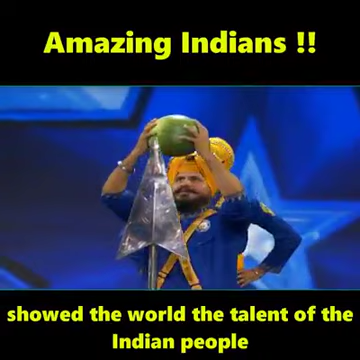 Amazing Indians !!
showed the world the talent of the
Indian people